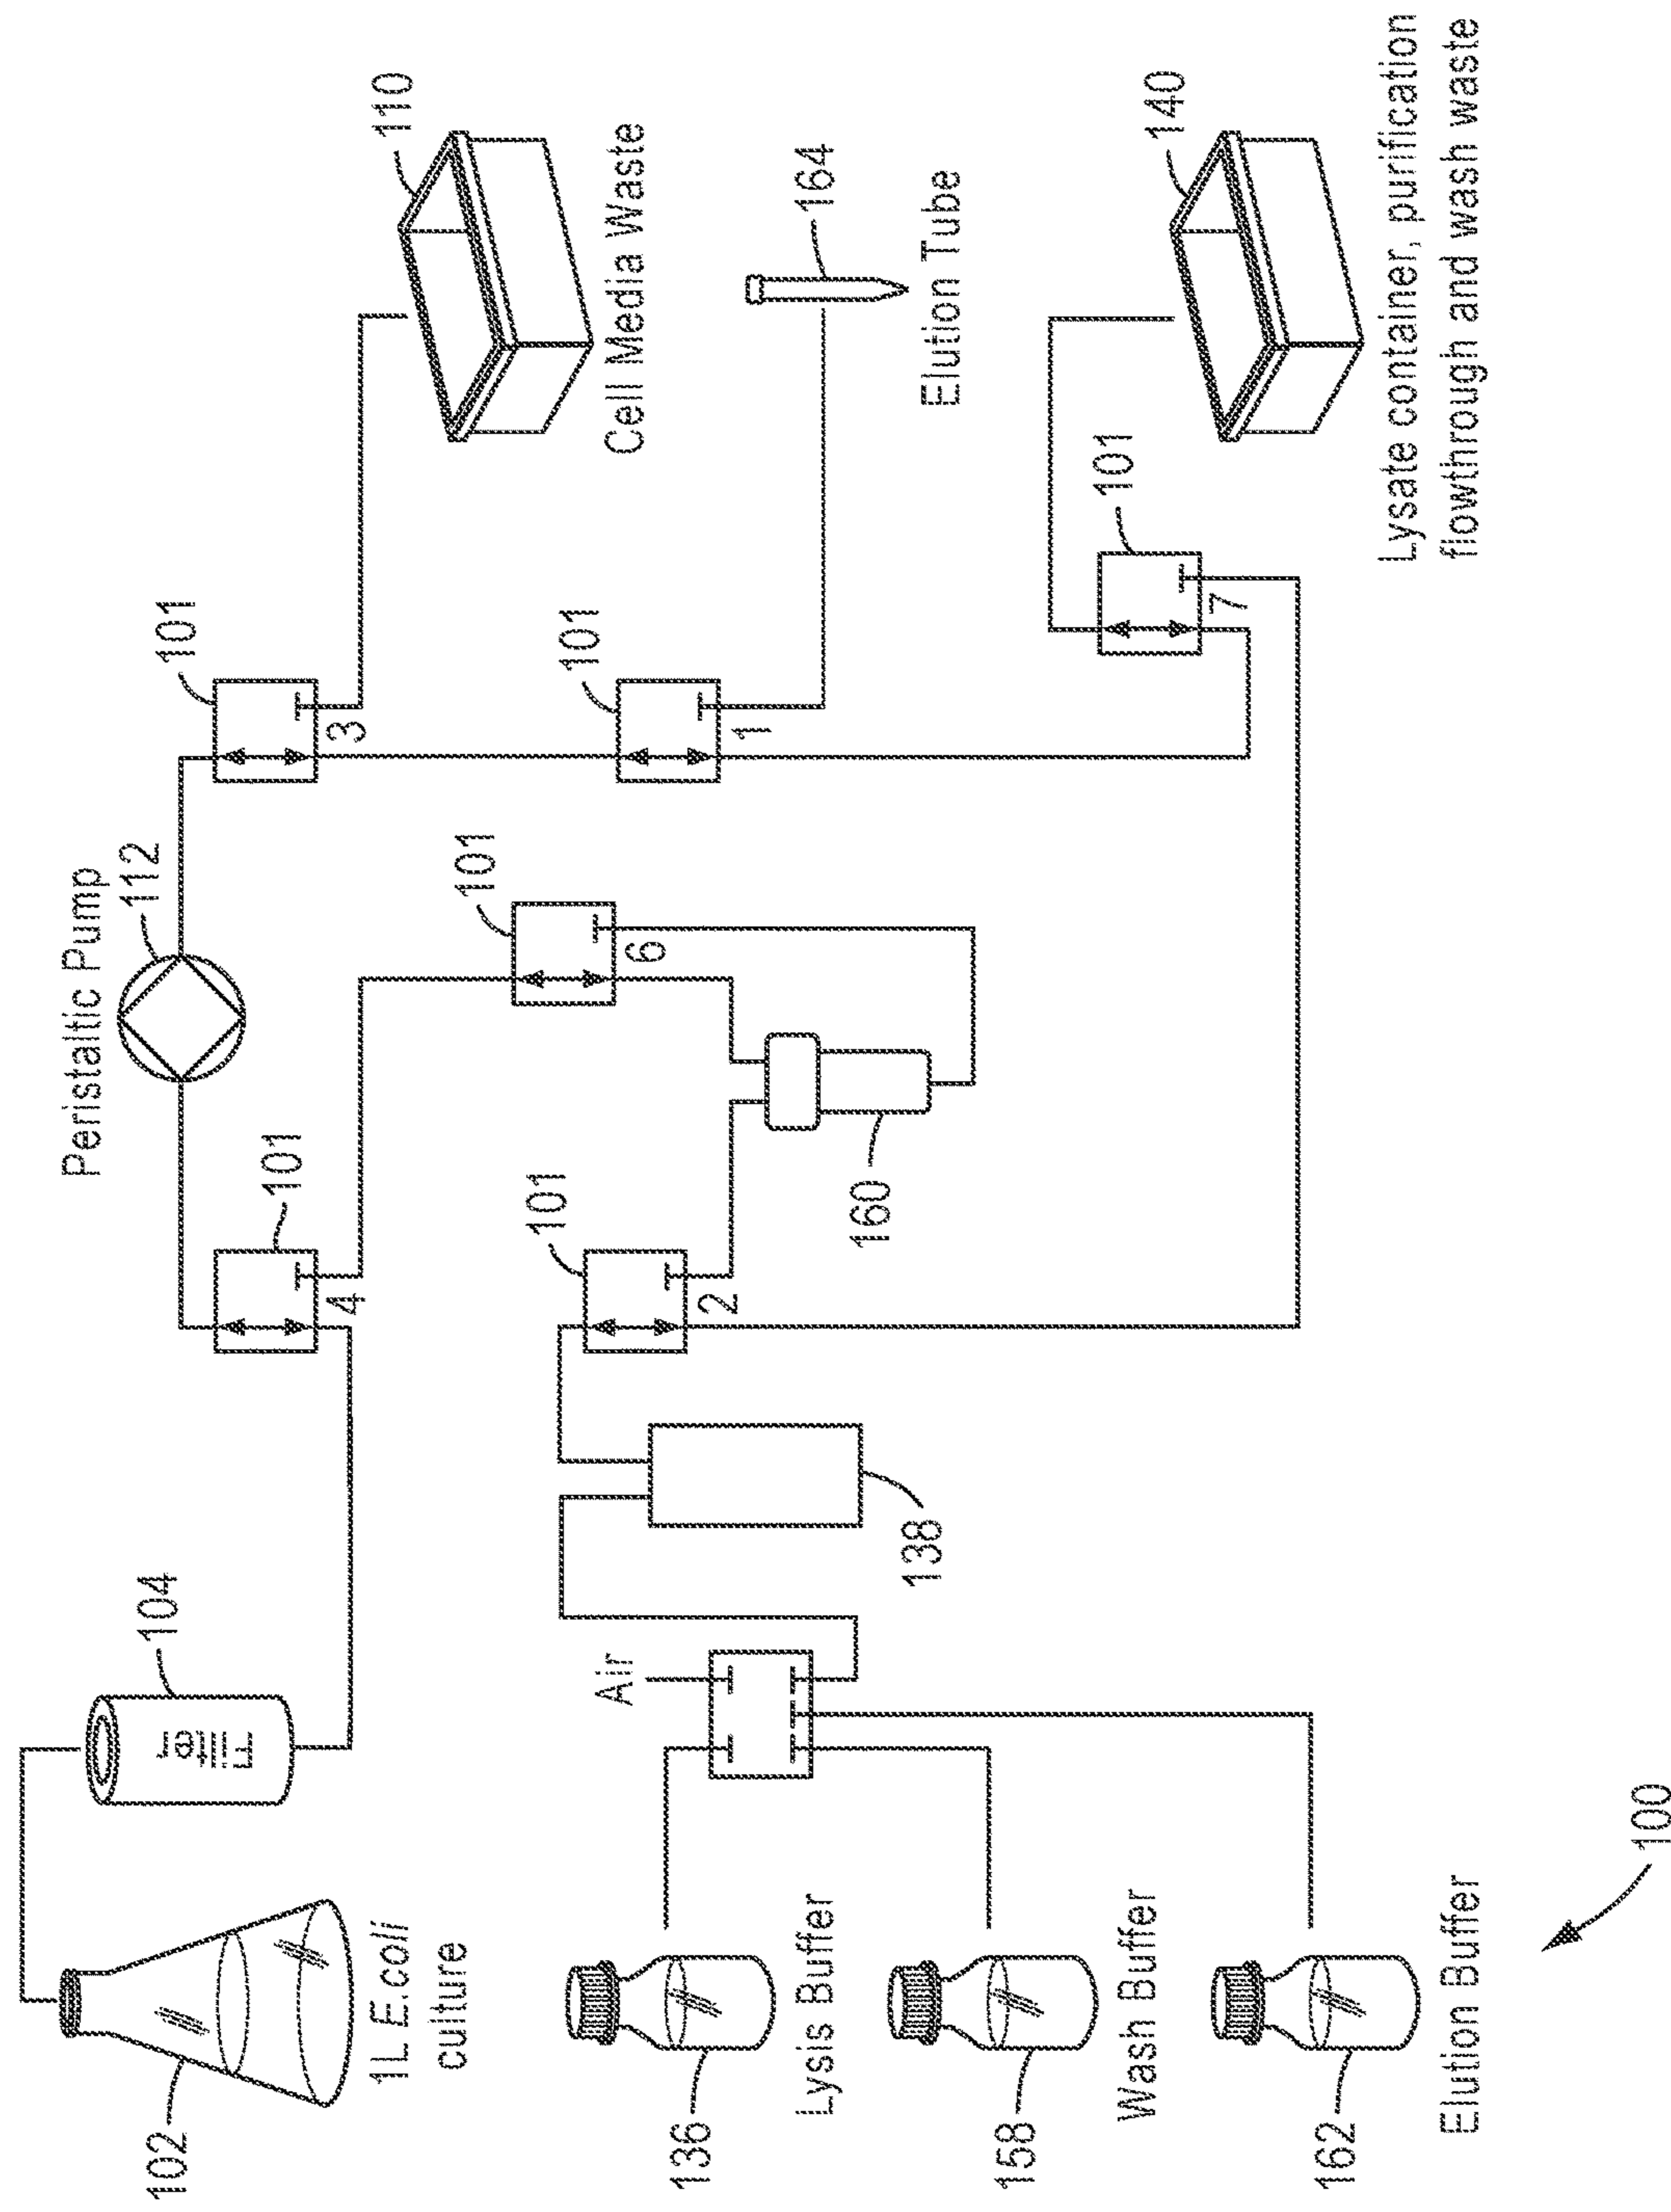 Peristaltic Pump
112
102
1L E.coli
culture
104
Filter
101
4
101
3
110
Cell Media Waste
101
6
101
1
164
Elution Tube
101
2
160
138
Air
136
Lysis Buffer
158
Wash Buffer
162
Elution Buffer
101
7
140
Lysate container, purification
flowthrough and wash waste
100